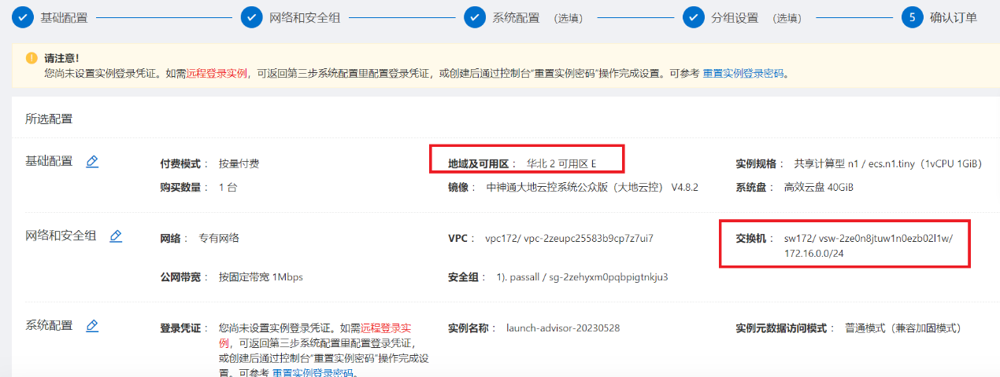 基础配置 网络和安全组 系统配置 (选填) 分组设置 (选填) 5 确认订单
请注意!
您尚未设置实例登录凭证。如需远程登录实例，可返回第三步系统配置里配置登录凭证，或创建后通过控制台"重置实例密码"操作完成设置。可参考 重置实例登录密码。
所选配置
基础配置 付费模式： 按量付费 地域及可用区： 华北 2 可用区 E 实例规格： 共享计算型 n1 / ecs.n1.tiny（1vCPU 1GiB）
购买数量： 1 台 镜像： 中神通大地云控系统公众版（大地云控） V4.8.2 系统盘： 高效云盘 40GiB
网络和安全组 网络： 专有网络 VPC： vpc172/ vpc-2zeupc25583b9cp7z7ui7 交换机： sw172/ vsw-2ze0n8jtuw1n0ezb02l1w/
172.16.0.0/24
公网带宽： 按固定带宽 1Mbps 安全组： 1). passall / sg-2zehyxm0pqbpigtnkju3
系统配置 登录凭证： 您尚未设置实例登录凭证。如需远程登录实 实例名称： launch-advisor-20230528 实例元数据访问模式： 普通模式（兼容加固模式）
例，可返回第三步系统配置里配置登录凭证，
或创建后通过控制台"重置实例密码"操作完成设
置。可参考 重置实例登录密码。